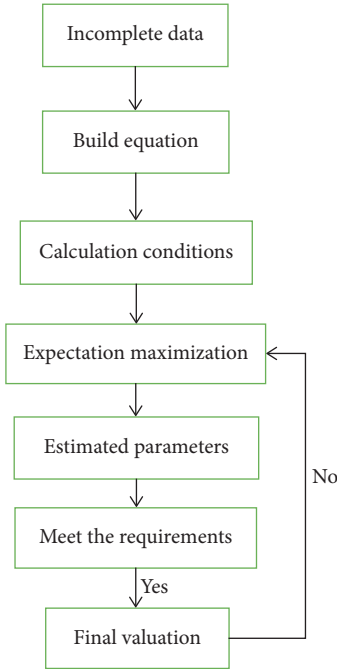 Incomplete data
Build equation
Calculation conditions
Expectation maximization
Estimated parameters
No
Meet the requirements
Yes
Final valuation